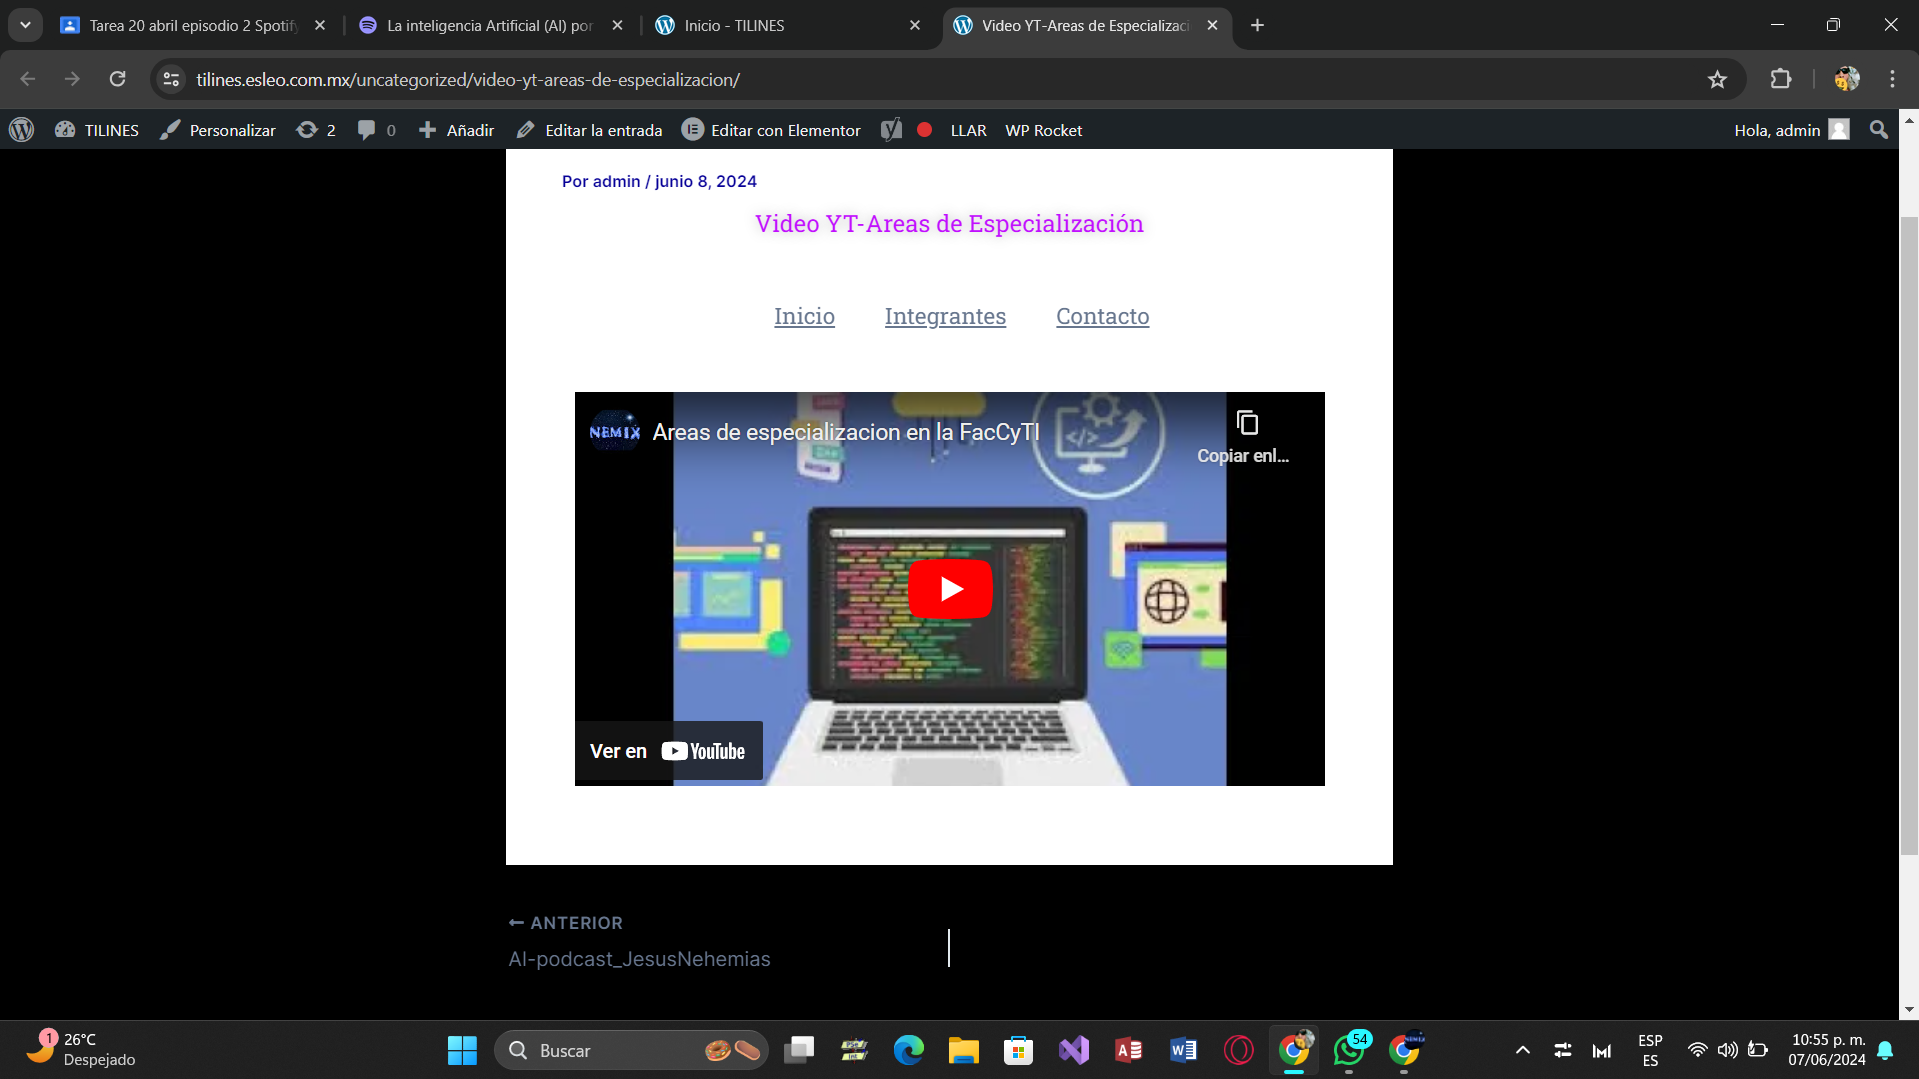 Tarea 20 abril episodio 2 Spotify
La inteligencia Artificial (AI) por
Inicio - TILINES
Video YT-Areas de Especializaci
tilines.esleo.com.mx/uncategorized/video-yt-areas-de-especializacion/
TILINES
Personalizar
2
0
Añadir
Editar la entrada
Editar con Elementor
LLAR
WP Rocket
Hola, admin
Por admin / junio 8, 2024
Video YT-Areas de Especialización
Inicio
Integrantes
Contacto
NEMIX
Areas de especializacion en la FacCyTI
Copiar enl...
Ver en YouTube
← ANTERIOR
AI-podcast_JesusNehemias
1
26°C
Despejado
Buscar
54
ESP
ES
10:55 p. m.
07/06/2024